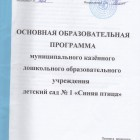 ОСНОВНАЯ ОБРАЗОВАТЕЛЬНАЯ
ПРОГРАММА
муниципального казённого
дошкольного образовательного
учреждения
детский сад № 1 «Синяя птица»